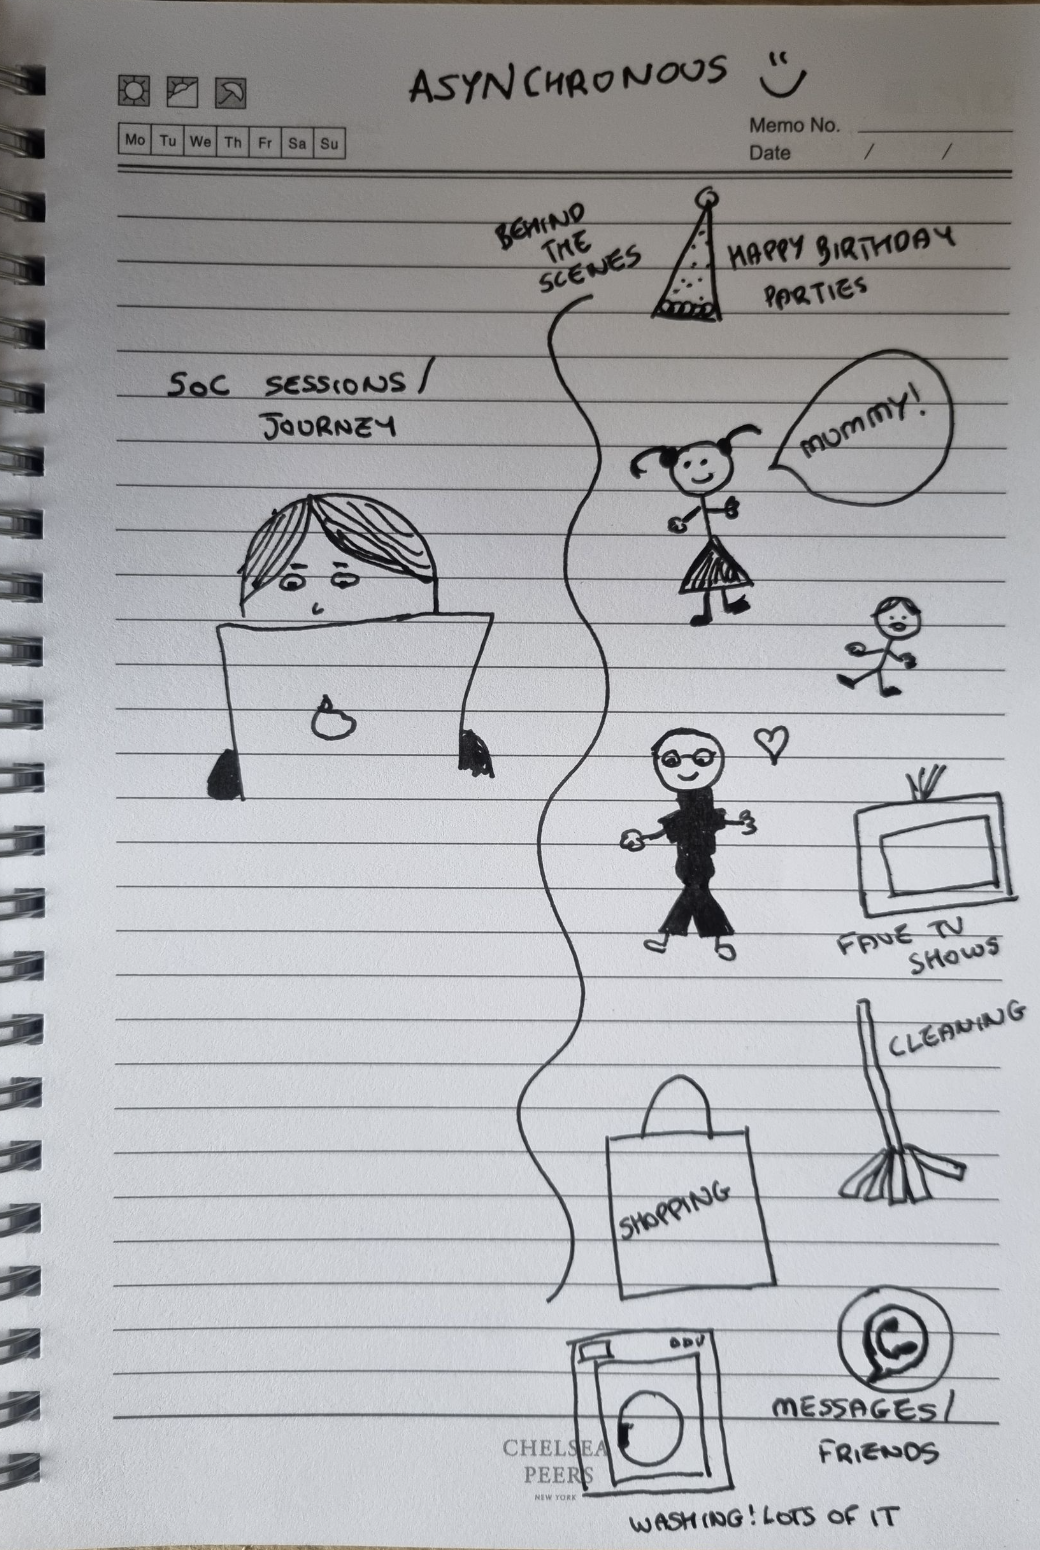 ASYNCHRONOUS
Mo Tu We Th Fr Sa Su
Memo No.
Date / /
BEHIND
THE
SCENES
HAPPY BIRTHDAY
PARTIES
SOC SESSIONS/
JOURNEY
MUMMY!
FAVE TV
SHOWS
CLEANING
SHOPPING
MESSAGES/
FRIENDS
CHELSEA
PEERS
NEW YORK
WASHING! LOTS OF IT